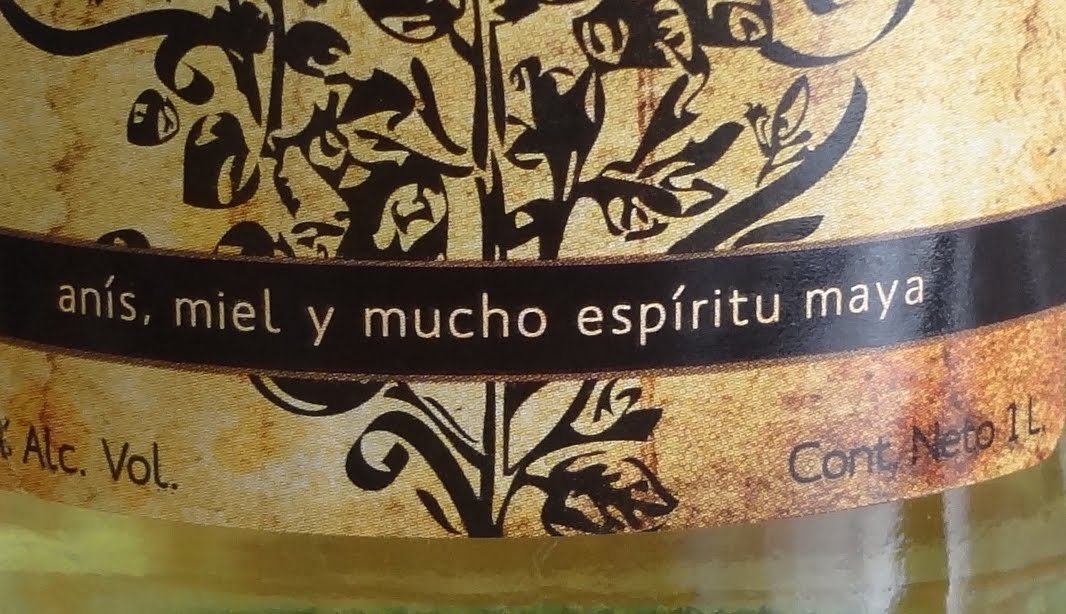 anís, miel y mucho espíritu maya
% Alc. Vol.
Cont. Neto 1 L.